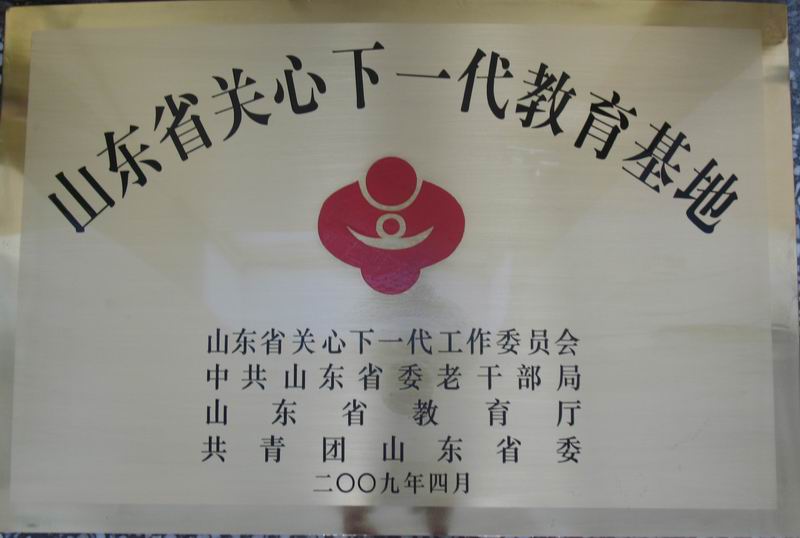 山东省关心下一代教育基地
山东省关心下一代工作委员会
中共山东省委老干部局
山东省教育厅
共青团山东省委
二〇〇九年四月